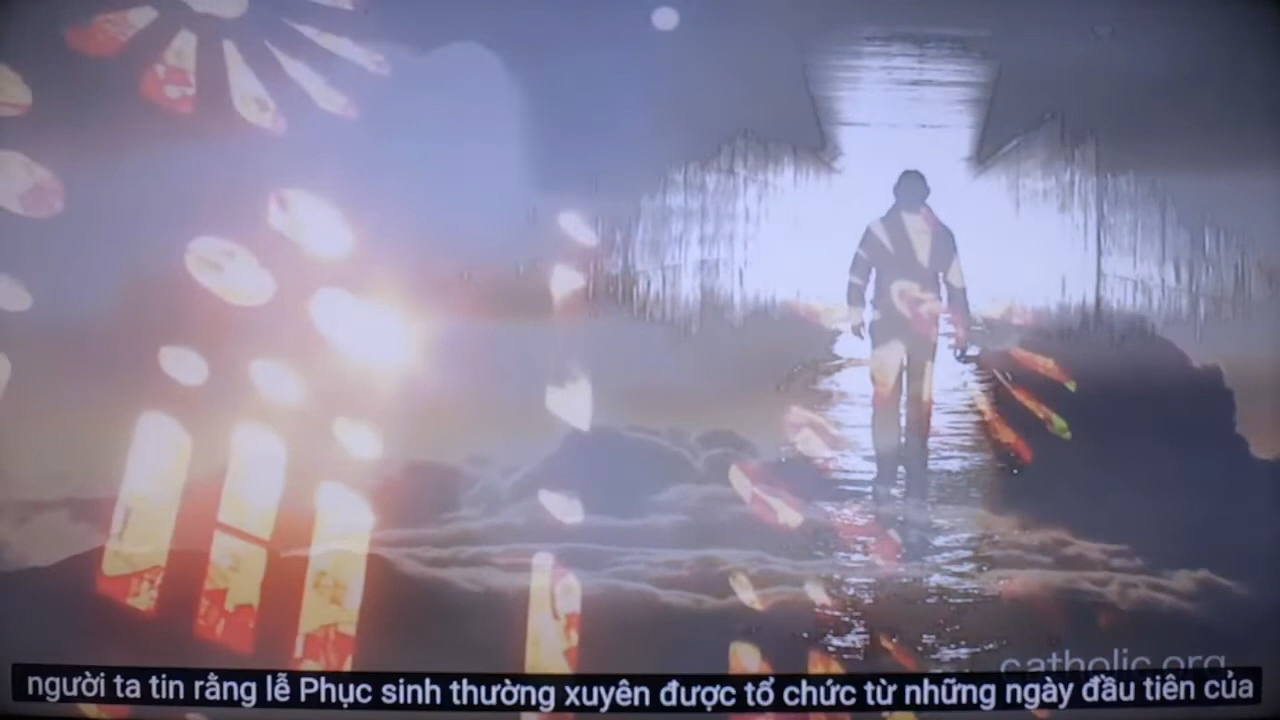 catholic.org
người ta tin rằng lễ Phục sinh thường xuyên được tổ chức từ những ngày đầu tiên của